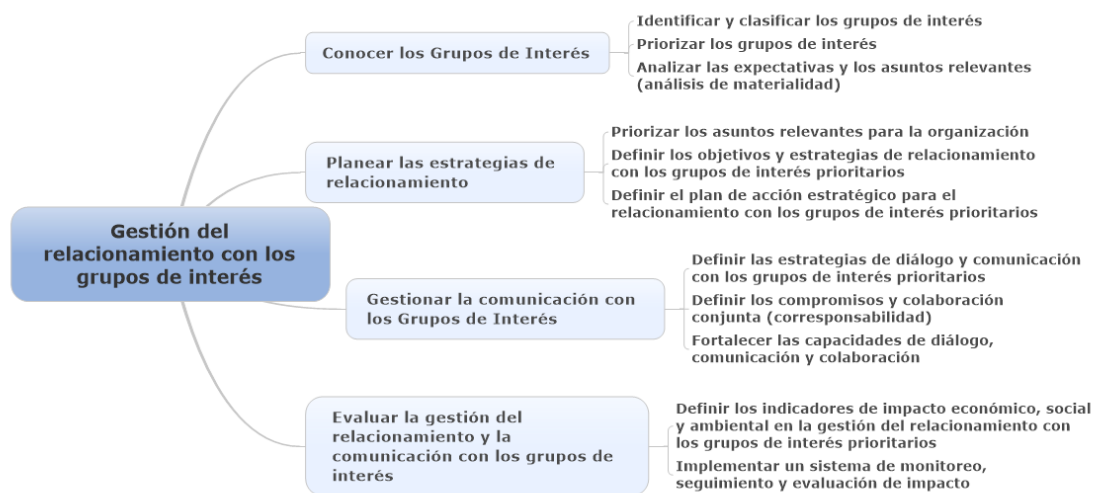 Gestión del
relacionamiento con los
grupos de interés
Conocer los Grupos de Interés
Identificar y clasificar los grupos de interés
Priorizar los grupos de interés
Analizar las expectativas y los asuntos relevantes
(análisis de materialidad)
Planear las estrategias de
relacionamiento
Priorizar los asuntos relevantes para la organización
Definir los objetivos y estrategias de relacionamiento
con los grupos de interés prioritarios
Definir el plan de acción estratégico para el
relacionamiento con los grupos de interés prioritarios
Gestionar la comunicación con
los Grupos de Interés
Definir las estrategias de diálogo y comunicación
con los grupos de interés prioritarios
Definir los compromisos y colaboración
conjunta (corresponsabilidad)
Fortalecer las capacidades de diálogo,
comunicación y colaboración
Evaluar la gestión del
relacionamiento y la
comunicación con los grupos de
interés
Definir los indicadores de impacto económico, social
y ambiental en la gestión del relacionamiento con
los grupos de interés prioritarios
Implementar un sistema de monitoreo,
seguimiento y evaluación de impacto